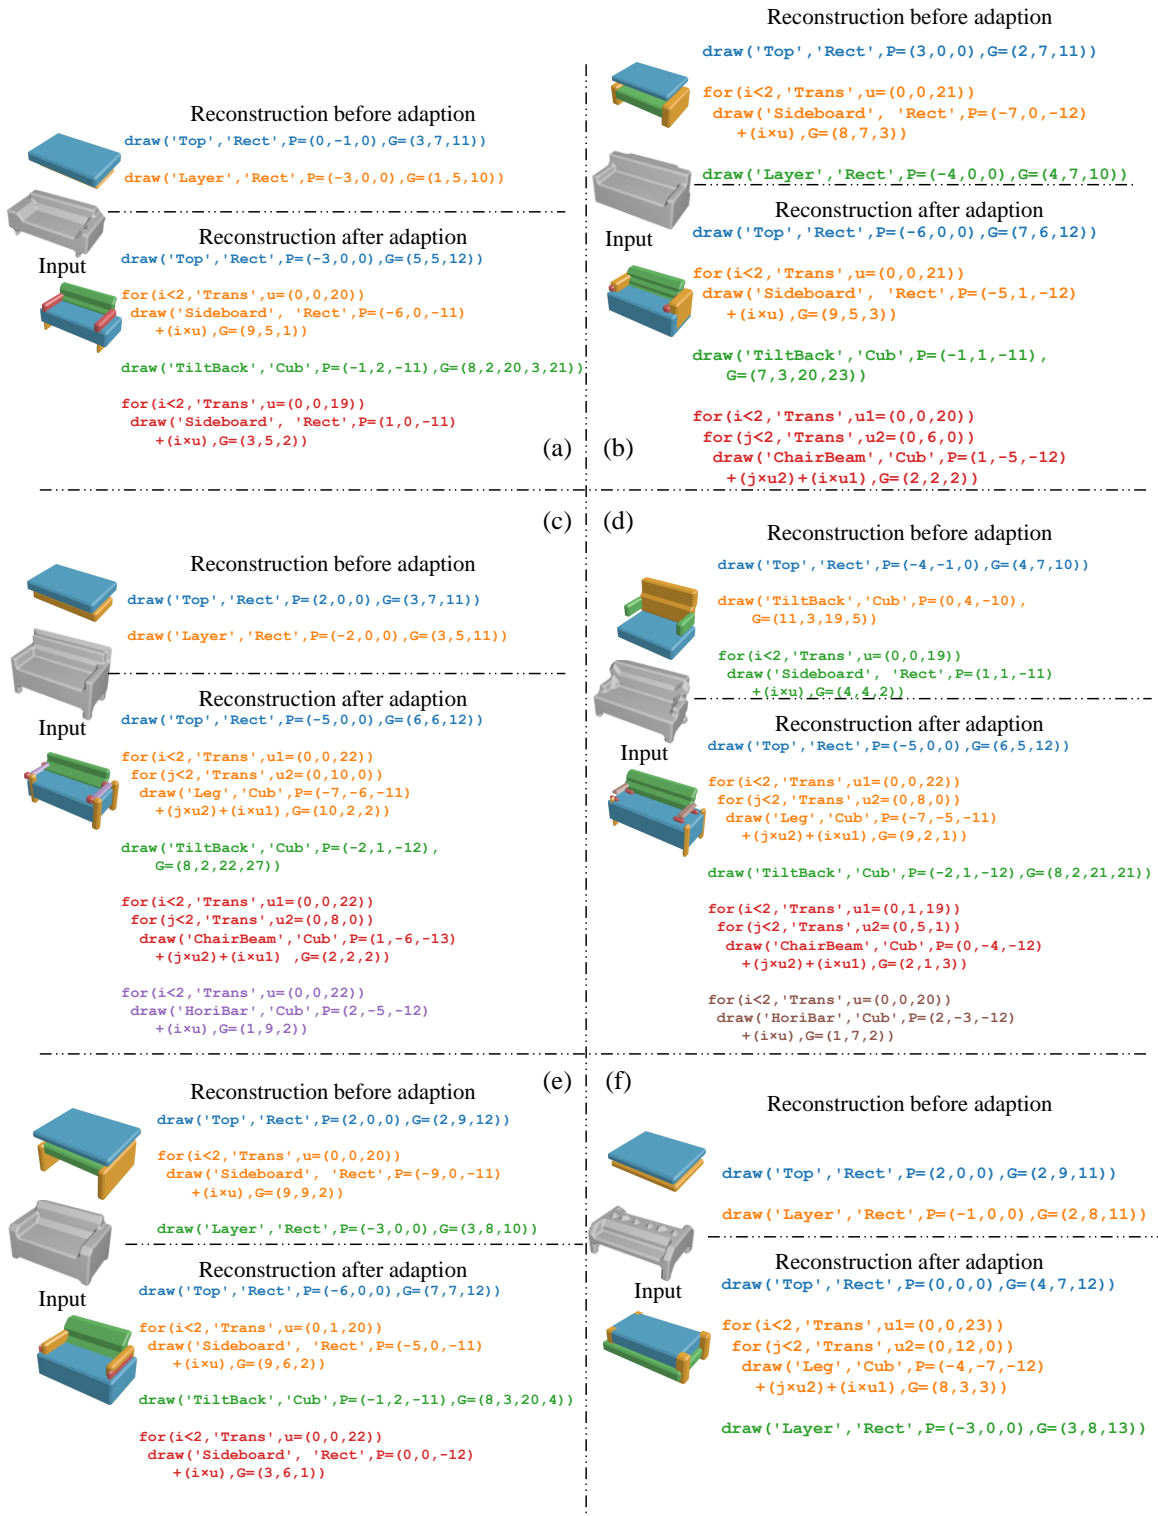 Reconstruction before adaption
draw('Top','Rect',P=(0,-1,0),G=(3,7,11))
draw('Layer','Rect',P=(-3,0,0),G=(1,5,10))
Reconstruction after adaption
Input
draw('Top','Rect',P=(-3,0,0),G=(5,5,12))
for(i<2,'Trans',u=(0,0,20))
draw('Sideboard', 'Rect',P=(-6,0,-11)
+(i×u),G=(9,5,1))
draw('TiltBack','Cub',P=(-1,2,-11),G=(8,2,20,3,21))
for(i<2,'Trans',u=(0,0,19))
draw('Sideboard', 'Rect',P=(1,0,-11)
+(i×u),G=(3,5,2))
(a)
Reconstruction before adaption
draw('Top','Rect',P=(3,0,0),G=(2,7,11))
for(i<2,'Trans',u=(0,0,21))
draw('Sideboard', 'Rect',P=(-7,0,-12)
+(i×u),G=(8,7,3))
draw('Layer','Rect',P=(-4,0,0),G=(4,7,10))
Reconstruction after adaption
Input
draw('Top','Rect',P=(-6,0,0),G=(7,6,12))
for(i<2,'Trans',u=(0,0,21))
draw('Sideboard', 'Rect',P=(-5,1,-12)
+(i×u),G=(9,5,3))
draw('TiltBack','Cub',P=(-1,1,-11),
G=(7,3,20,23))
for(i<2,'Trans',u1=(0,0,20))
for(j<2,'Trans',u2=(0,6,0))
draw('ChairBeam','Cub',P=(1,-5,-12)
+(j×u2)+(i×u1),G=(2,2,2))
(b)
(c)
Reconstruction before adaption
draw('Top','Rect',P=(2,0,0),G=(3,7,11))
draw('Layer','Rect',P=(-2,0,0),G=(3,5,11))
Reconstruction after adaption
Input
draw('Top','Rect',P=(-5,0,0),G=(6,6,12))
for(i<2,'Trans',u1=(0,0,22))
for(j<2,'Trans',u2=(0,10,0))
draw('Leg','Cub',P=(-7,-6,-11)
+(j×u2)+(i×u1),G=(10,2,2))
draw('TiltBack','Cub',P=(-2,1,-12),
G=(8,2,22,27))
for(i<2,'Trans',u1=(0,0,22))
for(j<2,'Trans',u2=(0,8,0))
draw('ChairBeam','Cub',P=(1,-6,-13)
+(j×u2)+(i×u1) ,G=(2,2,2))
for(i<2,'Trans',u=(0,0,22))
draw('HoriBar','Cub',P=(2,-5,-12)
+(i×u),G=(1,9,2))
(d)
Reconstruction before adaption
draw('Top','Rect',P=(-4,-1,0),G=(4,7,10))
draw('TiltBack','Cub',P=(0,4,-10),
G=(11,3,19,5))
for(i<2,'Trans',u=(0,0,19))
draw('Sideboard', 'Rect',P=(1,1,-11)
+(i×u),G=(4,4,2))
Reconstruction after adaption
Input
draw('Top','Rect',P=(-5,0,0),G=(6,5,12))
for(i<2,'Trans',u1=(0,0,22))
for(j<2,'Trans',u2=(0,8,0))
draw('Leg','Cub',P=(-7,-5,-11)
+(j×u2)+(i×u1),G=(9,2,1))
draw('TiltBack','Cub',P=(-2,1,-12),G=(8,2,21,21))
for(i<2,'Trans',u1=(0,1,19))
for(j<2,'Trans',u2=(0,5,1))
draw('ChairBeam','Cub',P=(0,-4,-12)
+(j×u2)+(i×u1),G=(2,1,3))
for(i<2,'Trans',u=(0,0,20))
draw('HoriBar','Cub',P=(2,-3,-12)
+(i×u),G=(1,7,2))
(e)
Reconstruction before adaption
draw('Top','Rect',P=(2,0,0),G=(2,9,12))
for(i<2,'Trans',u=(0,0,20))
draw('Sideboard', 'Rect',P=(-9,0,-11)
+(i×u),G=(9,9,2))
draw('Layer','Rect',P=(-3,0,0),G=(3,8,10))
Reconstruction after adaption
Input
draw('Top','Rect',P=(-6,0,0),G=(7,7,12))
for(i<2,'Trans',u=(0,1,20))
draw('Sideboard', 'Rect',P=(-5,0,-11)
+(i×u),G=(9,6,2))
draw('TiltBack','Cub',P=(-1,2,-11),G=(8,3,20,4))
for(i<2,'Trans',u=(0,0,22))
draw('Sideboard', 'Rect',P=(0,0,-12)
+(i×u),G=(3,6,1))
(f)
Reconstruction before adaption
draw('Top','Rect',P=(2,0,0),G=(2,9,11))
draw('Layer','Rect',P=(-1,0,0),G=(2,8,11))
Reconstruction after adaption
Input
draw('Top','Rect',P=(0,0,0),G=(4,7,12))
for(i<2,'Trans',u1=(0,0,23))
for(j<2,'Trans',u2=(0,12,0))
draw('Leg','Cub',P=(-4,-7,-12)
+(j×u2)+(i×u1),G=(8,3,3))
draw('Layer','Rect',P=(-3,0,0),G=(3,8,13))